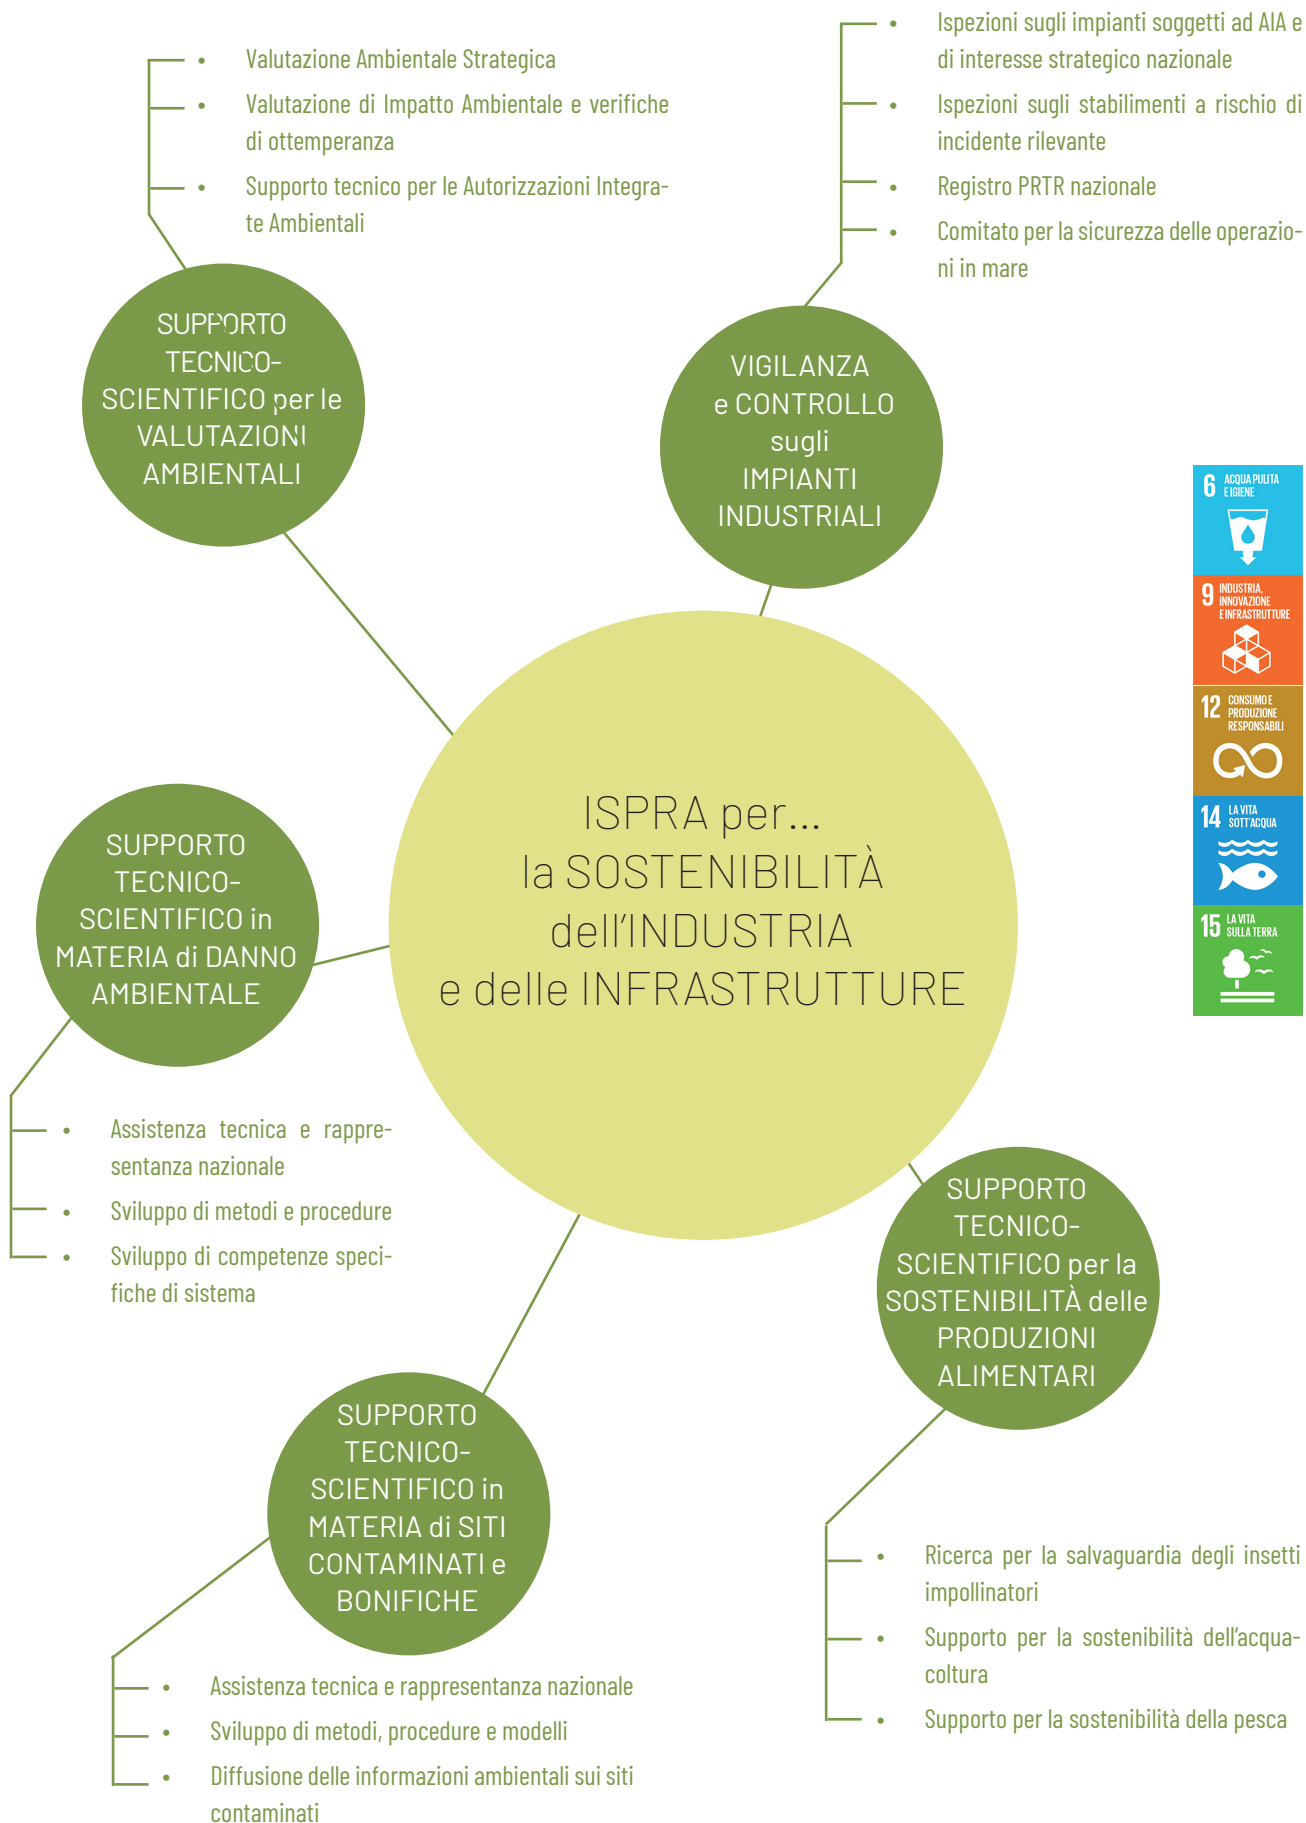 • Valutazione Ambientale Strategica
• Valutazione di Impatto Ambientale e verifiche
di ottemperanza
• Supporto tecnico per le Autorizzazioni Integra-
te Ambientali
• Ispezioni sugli impianti soggetti ad AIA e
di interesse strategico nazionale
• Ispezioni sugli stabilimenti a rischio di
incidente rilevante
• Registro PRTR nazionale
• Comitato per la sicurezza delle operazio-
ni in mare
SUPPORTO
TECNICO-
SCIENTIFICO per le
VALUTAZIONI
AMBIENTALI
VIGILANZA
e CONTROLLO
sugli
IMPIANTI
INDUSTRIALI
6 ACQUA PULITA
E IGIENE
9 INDUSTRIA,
INNOVAZIONE
E INFRASTRUTTURE
12 CONSUMO E
PRODUZIONE
RESPONSABILI
14 LA VITA
SOTT'ACQUA
15 LA VITA
SULLA TERRA
ISPRA per...
la SOSTENIBILITÀ
dell'INDUSTRIA
e delle INFRASTRUTTURE
SUPPORTO
TECNICO-
SCIENTIFICO in
MATERIA di DANNO
AMBIENTALE
• Assistenza tecnica e rappre-
sentanza nazionale
• Sviluppo di metodi e procedure
• Sviluppo di competenze speci-
fiche di sistema
SUPPORTO
TECNICO-
SCIENTIFICO per la
SOSTENIBILITÀ delle
PRODUZIONI
ALIMENTARI
SUPPORTO
TECNICO-
SCIENTIFICO in
MATERIA di SITI
CONTAMINATI e
BONIFICHE
• Ricerca per la salvaguardia degli insetti
impollinatori
• Supporto per la sostenibilità dell'acqua-
coltura
• Supporto per la sostenibilità della pesca
• Assistenza tecnica e rappresentanza nazionale
• Sviluppo di metodi, procedure e modelli
• Diffusione delle informazioni ambientali sui siti
contaminati